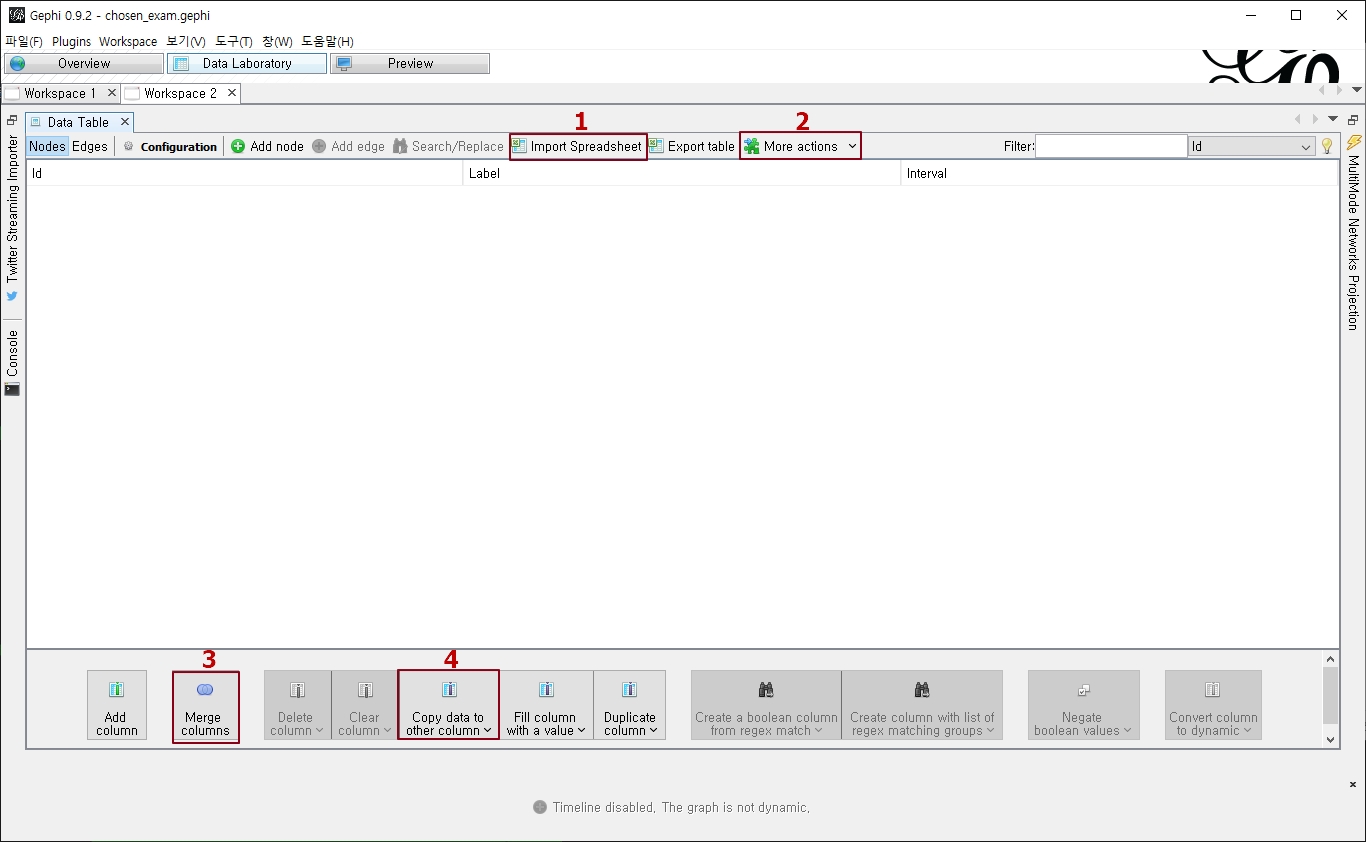 Gephi 0.9.2 - chosen_exam.gephi
파일(F) Plugins Workspace 보기(V) 도구(T) 창(W) 도움말(H)
Overview Data Laboratory Preview
Workspace 1 Workspace 2
Data Table
1 2
Nodes Edges Configuration Add node Add edge Search/Replace Import Spreadsheet Export table More actions Filter: Id
Id Label Interval
Twitter Streaming Importer
Console
MultiMode Networks Projection
3 4
Add
column
Merge
columns
Delete
column
Clear
column
Copy data to
other column
Fill column
with a value
Duplicate
column
Create a boolean column
from regex match
Create column with list of
regex matching groups
Negate
boolean values
Convert column
to dynamic
Timeline disabled, The graph is not dynamic,